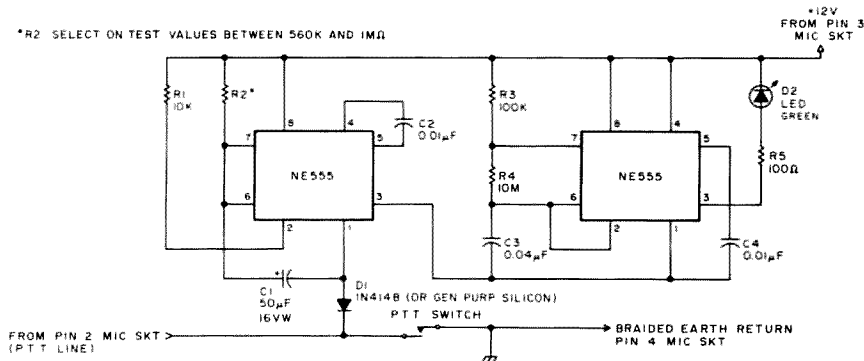 +12V
FROM PIN 3
MIC SKT
*R2 SELECT ON TEST VALUES BETWEEN 560K AND 1MΩ
R1
10K
R2*
8
4
7
5
C2
0.01µF
NE555
6
3
2
1
R3
100K
R4
10M
8
4
7
5
NE555
6
3
2
1
D2
LED
GREEN
R5
100Ω
C3
0.04µF
C4
0.01µF
+
C1
50µF
16VW
D1
1N4148 (OR GEN PURP SILICON)
PTT SWITCH
FROM PIN 2 MIC SKT
(PTT LINE)
BRAIDED EARTH RETURN
PIN 4 MIC SKT